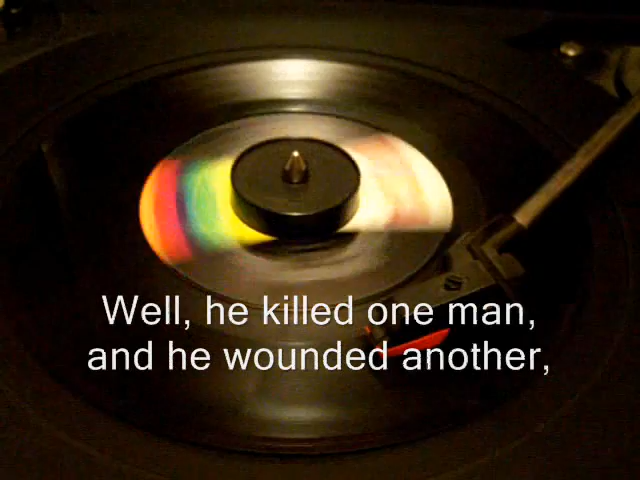 Well, he killed one man,
and he wounded another,